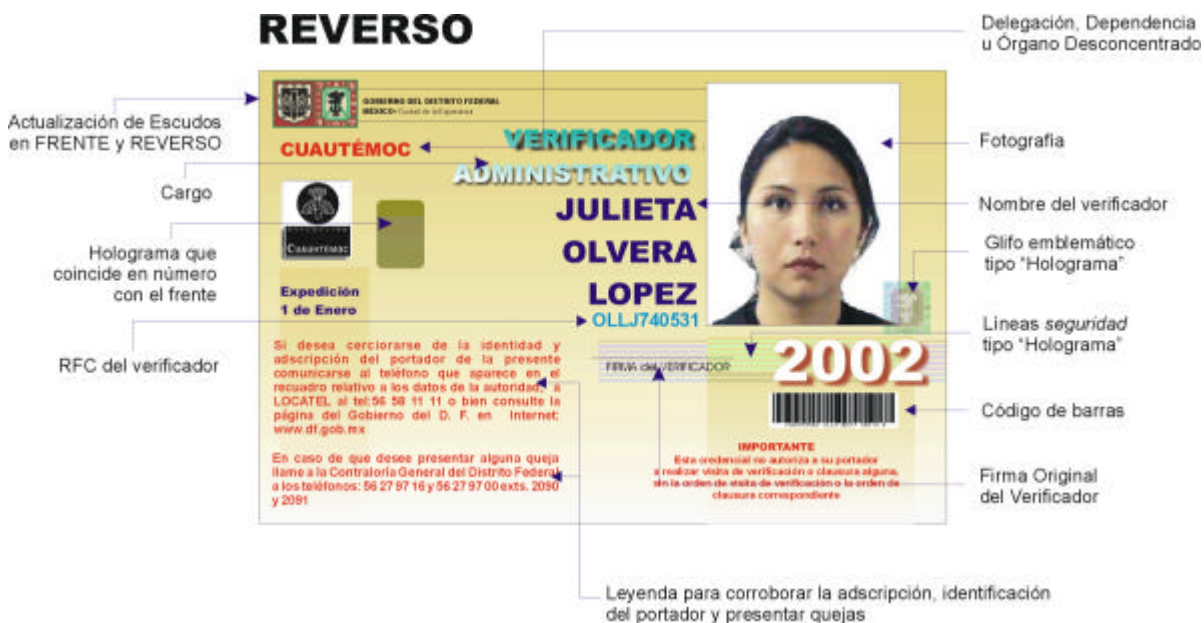 REVERSO
Delegación, Dependencia
u Órgano Desconcentrado
Actualización de Escudos
en FRENTE y REVERSO
GOBIERNO DEL DISTRITO FEDERAL
MÉXICO • Ciudad de la Esperanza
Fotografia
CUAUTÉMOC
VERIFICADOR
ADMINISTRATIVO
Cargo
JULIETA
OLVERA
LOPEZ
OLLJ740531
Nombre del verificador
CUAUHTÉMOC
Holograma que
coincide en número
con el frente
Glifo emblemático
tipo “Holograma”
Expedición
1 de Enero
RFC del verificador
Lineas seguridad
tipo “Holograma”
Si desea cerciorarse de la identidad y
adscripción del portador de la presente
comunicarse al teléfono que aparece en el
recuadro relativo a los datos de la autoridad, a
LOCATEL al tel:56 58 11 11 o bien consulte la
página del Gobierno del D. F. en Internet:
www.df.gob.mx
FIRMA del VERIFICADOR
2002
Código de barras
En caso de que desee presentar alguna queja
llame a la Contraloría General del Distrito Federal
a los teléfonos: 56 27 97 16 y 56 27 97 00 exts. 2090
y 2091
IMPORTANTE
Esta credencial no autoriza a su portador
a realizar visita de verificación o clausura alguna,
sin la orden de visita de verificación o la orden de
clausura correspondiente
Firma Original
del Verificador
Leyenda para corroborar la adscripción, identificación
del portador y presentar quejas